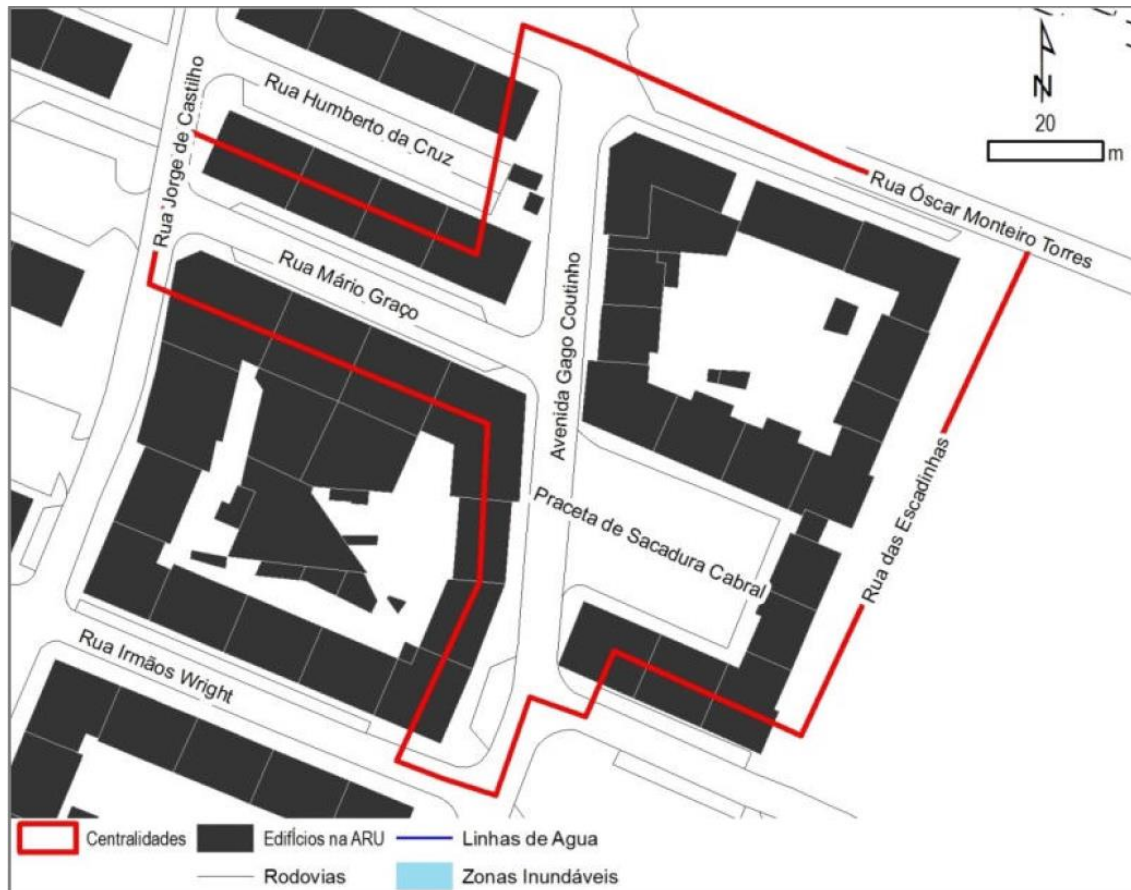 N
20
m
Rua Jorge de Castilho
Rua Humberto da Cruz
Rua Óscar Monteiro Torres
Rua Mário Graço
Avenida Gago Coutinho
Praceta de Sacadura Cabral
Rua das Escadinhas
Rua Irmãos Wright
Centralidades
Edifícios na ARU
Linhas de Agua
Rodovias
Zonas Inundáveis